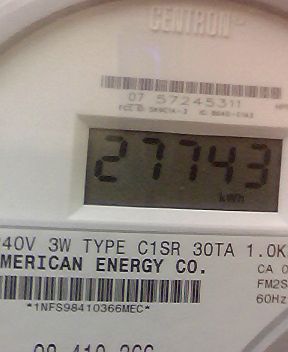 CENTRON
07 57245311
27743
kWh
40V 3W TYPE C1SR 30TA 1.0K
MERICAN ENERGY CO.
CA 0
FM2S
60Hz
*1NFS98410366MEC*